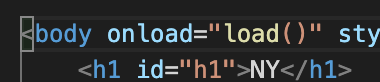 <body onload="load()" sty
<h1 id="h1">NY</h1>